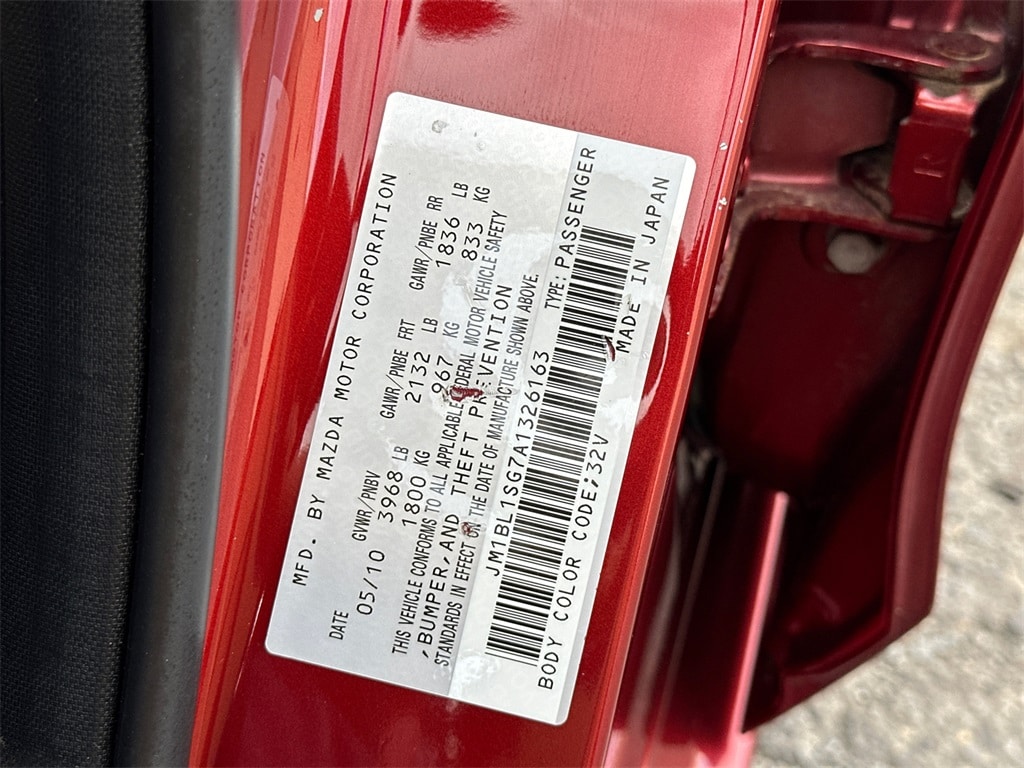 MFD. BY MAZDA MOTOR CORPORATION
DATE GVWR/PNBV GAWR/PNBE FRT GAWR/PNBE RR
05/10 3968 LB 2132 LB 1836 LB
1800 KG 967 KG 833 KG
THIS VEHICLE CONFORMS TO ALL APPLICABLE FEDERAL MOTOR VEHICLE SAFETY
,BUMPER,AND THEFT PREVENTION
STANDARDS IN EFFECT ON THE DATE OF MANUFACTURE SHOWN ABOVE.
JM1BL1SG7A1326163 TYPE: PASSENGER
BODY COLOR CODE;32V MADE IN JAPAN
R